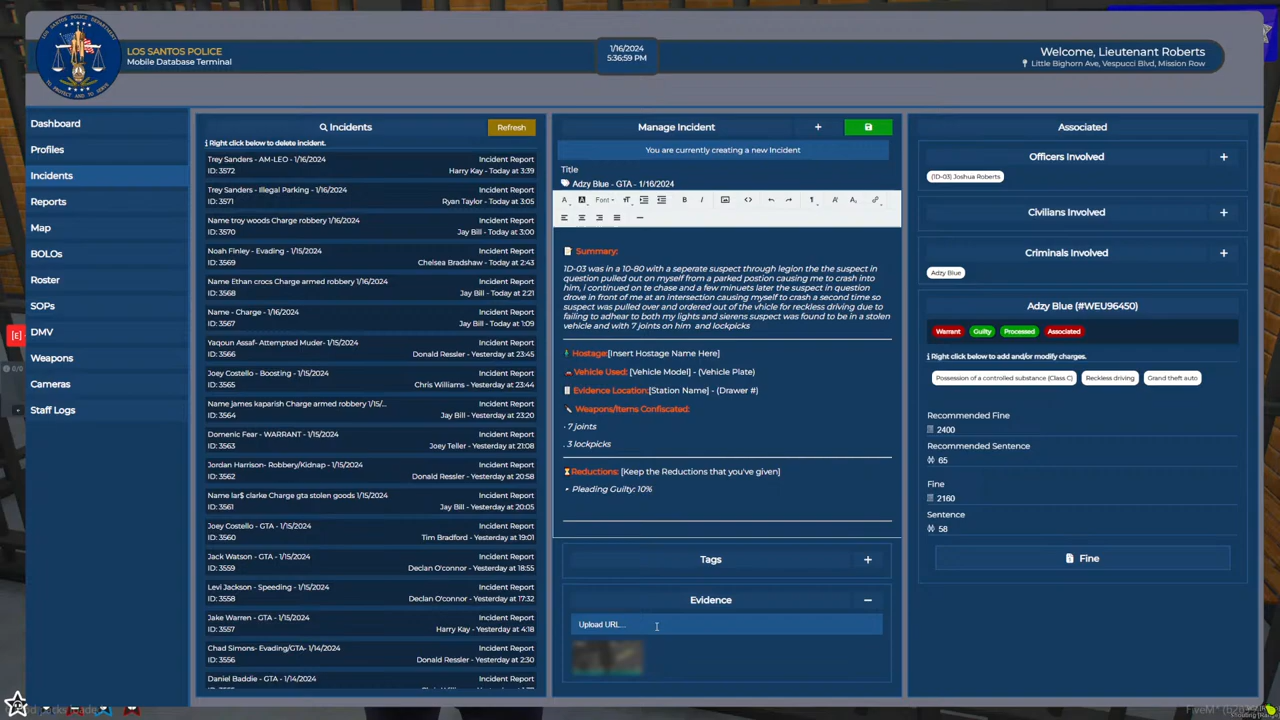 LOS SANTOS POLICE
Mobile Database Terminal
1/16/2024
5:36:59 PM
Welcome, Lieutenant Roberts
Little Bighorn Ave, Vespucci Blvd, Mission Row
Dashboard
Profiles
Incidents
Reports
Map
BOLOs
Roster
SOPs
DMV
Weapons
Cameras
Staff Logs
[E]
0/0
Incidents
Refresh
Right click below to delete incident.
Trey Sanders - AM-LEO - 1/16/2024 Incident Report
ID: 3572 Harry Kay - Today at 3:39
Trey Sanders - Illegal Parking - 1/16/2024 Incident Report
ID: 3571 Ryan Taylor - Today at 3:05
Name troy woods Charge robbery 1/16/2024 Incident Report
ID: 3570 Jay Bill - Today at 3:00
Noah Finley - Evading - 1/15/2024 Incident Report
ID: 3569 Chelsea Bradshaw - Today at 2:43
Name Ethan crocs Charge armed robbery 1/16/2024 Incident Report
ID: 3568 Jay Bill - Today at 2:21
Name - Charge - 1/16/2024 Incident Report
ID: 3567 Jay Bill - Today at 1:09
Yaqoun Assaf- Attempted Muder- 1/16/2024 Incident Report
ID: 3566 Donald Ressler - Yesterday at 23:45
Joey Costello - Boosting - 1/15/2024 Incident Report
ID: 3565 Chris Williams - Yesterday at 23:44
Name james kaparish Charge armed robbery 1/15/... Incident Report
ID: 3564 Jay Bill - Yesterday at 23:20
Domenic Fear - WARRANT - 1/15/2024 Incident Report
ID: 3563 Joey Teller - Yesterday at 21:08
Jordan Harrison- Robbery/Kidnap - 1/15/2024 Incident Report
ID: 3562 Donald Ressler - Yesterday at 20:58
Name lar$ clarke Charge gta stolen goods 1/15/2024 Incident Report
ID: 3561 Jay Bill - Yesterday at 20:05
Joey Costello - GTA - 1/15/2024 Incident Report
ID: 3560 Tim Bradford - Yesterday at 19:01
Jack Watson - GTA - 1/15/2024 Incident Report
ID: 3559 Declan O'connor - Yesterday at 18:55
Levi Jackson - Speeding - 1/15/2024 Incident Report
ID: 3558 Declan O'connor - Yesterday at 17:32
Jake Warren - GTA - 1/15/2024 Incident Report
ID: 3557 Harry Kay - Yesterday at 4:18
Chad Simons- Evading/GTA- 1/14/2024 Incident Report
ID: 3556 Donald Ressler - Yesterday at 2:30
Daniel Baddie - GTA - 1/14/2024 Incident Report
Manage Incident
You are currently creating a new Incident
Title
Adzy Blue - GTA - 1/16/2024
Font
Summary:
1D-03 was in a 10-80 with a seperate suspect through legion the the suspect in
question pulled out on myself from a parked postion causing me to crash into
him, i continued on te chase and a few minuets later the suspect in question
drove in front of me at an intersection causing myself to crash a second time so
suspect was pulled over and ordered out of the vhicle for reckless driving due to
failing to adhear to both my lights and sierens suspect was found to be in a stolen
vehicle and with 7 joints on him and lockpicks
Hostage:[Insert Hostage Name Here]
Vehicle Used: [Vehicle Model] - (Vehicle Plate)
Evidence Location:[Station Name] - (Drawer #)
Weapons/Items Confiscated:
· 7 joints
. 3 lockpicks
Reductions: [Keep the Reductions that you've given]
Pleading Guilty: 10%
Tags
Evidence
Upload URL...
Associated
Officers Involved
(1D-03) Joshua Roberts
Civilians Involved
Criminals Involved
Adzy Blue
Adzy Blue (#WEU96450)
Warrant Guilty Processed Associated
Right click below to add and/or modify charges.
Possession of a controlled substance (Class C) Reckless driving Grand theft auto
Recommended Fine
2400
Recommended Sentence
65
Fine
2160
Sentence
58
Fine